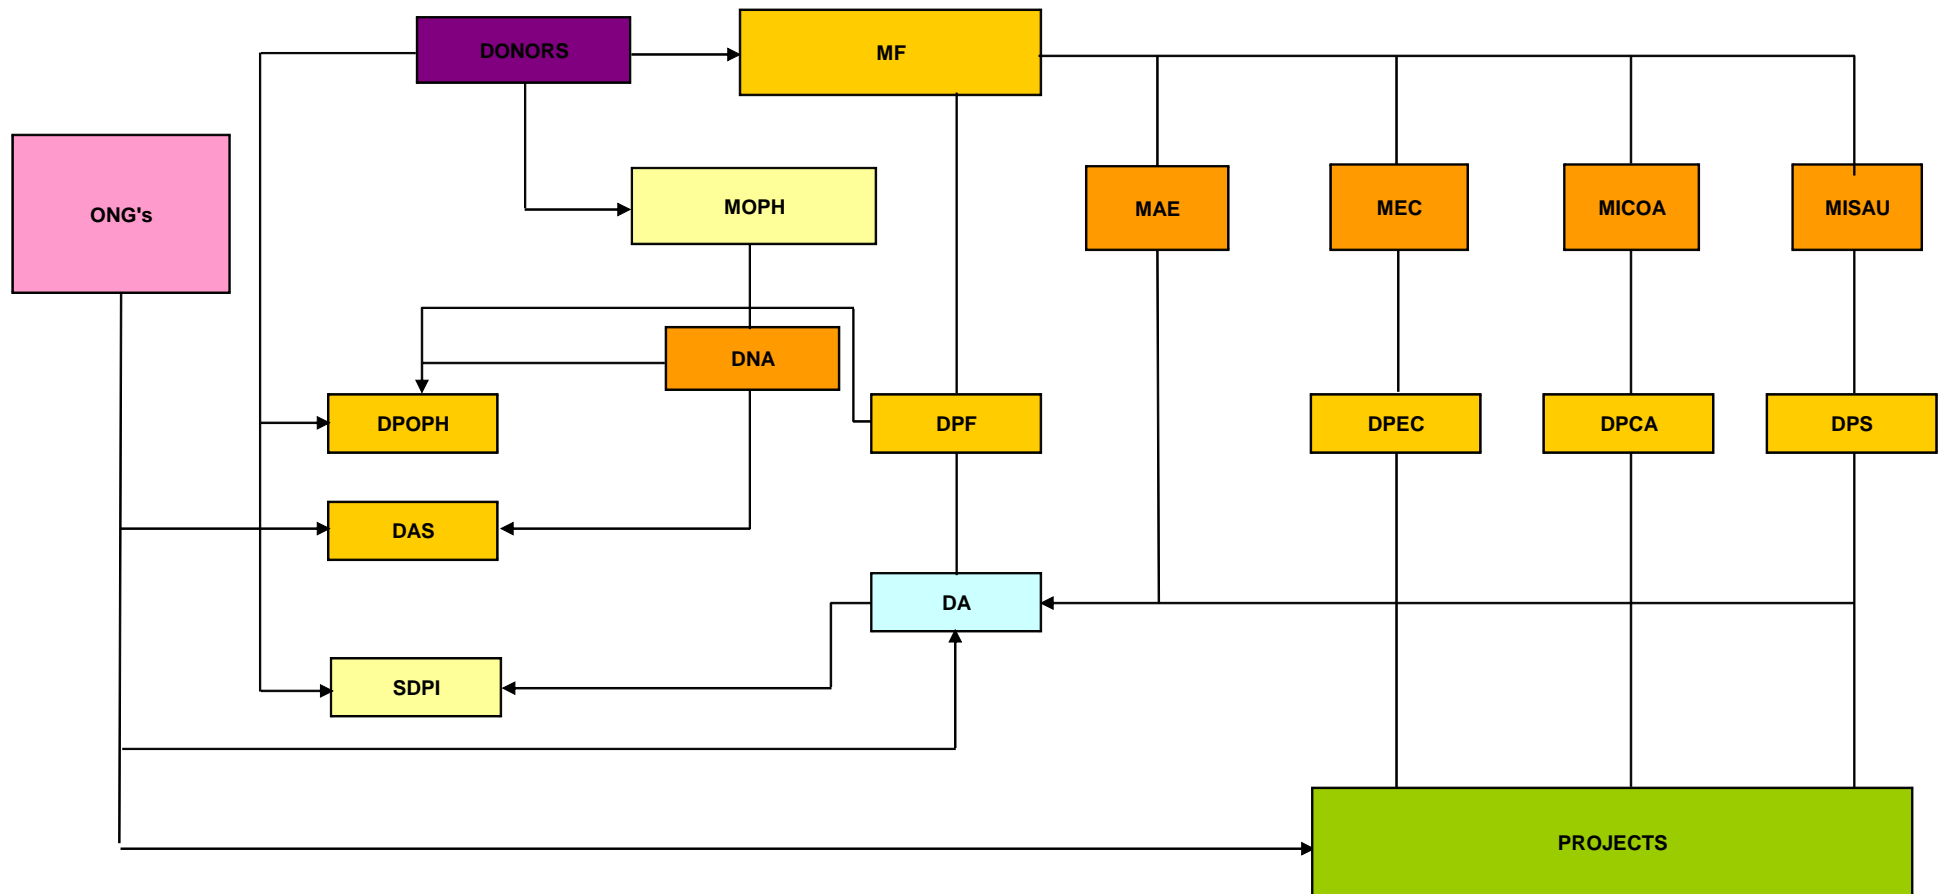 DONORS
MF
ONG's
MOPH
MAE
MEC
MICOA
MISAU
DNA
DPOPH
DPF
DPEC
DPCA
DPS
DAS
DA
SDPI
PROJECTS